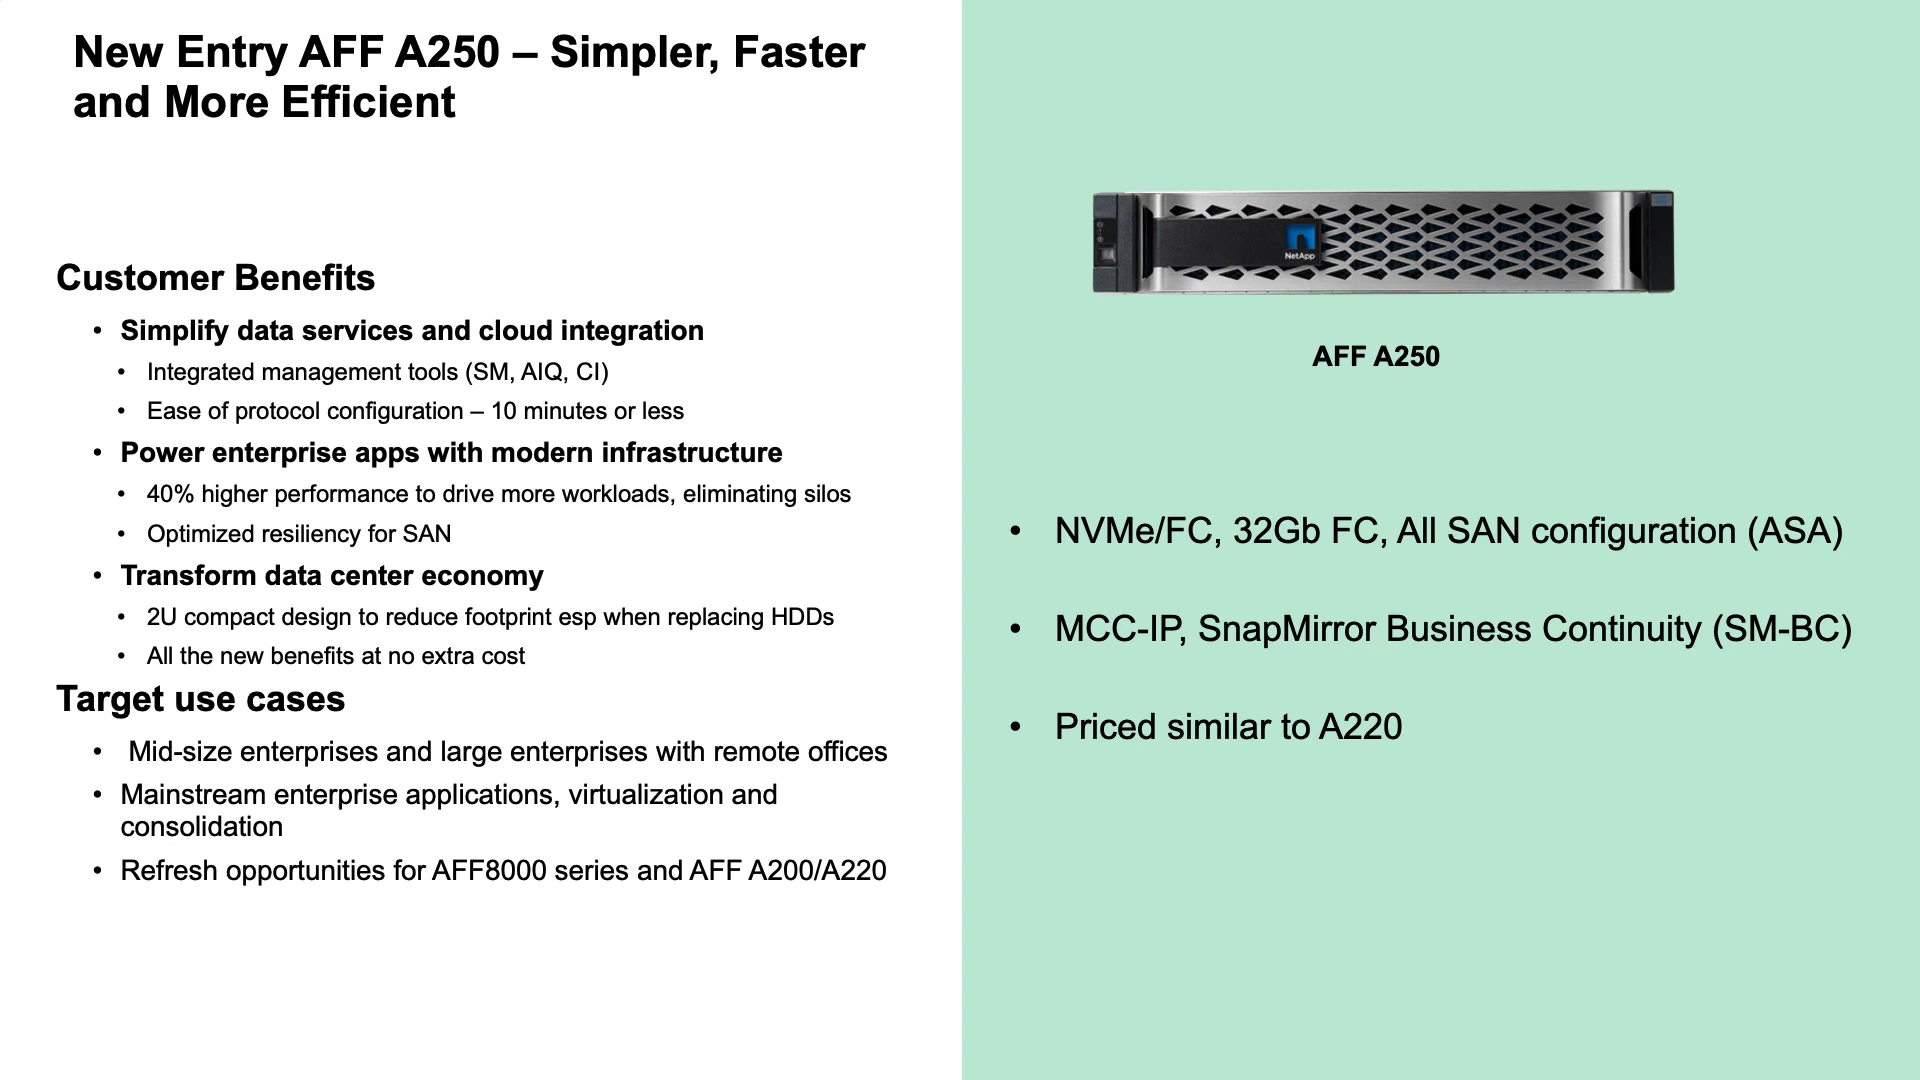 New Entry AFF A250 – Simpler, Faster
and More Efficient
Customer Benefits
• Simplify data services and cloud integration
• Integrated management tools (SM, AIQ, CI)
• Ease of protocol configuration – 10 minutes or less
• Power enterprise apps with modern infrastructure
• 40% higher performance to drive more workloads, eliminating silos
• Optimized resiliency for SAN
• Transform data center economy
• 2U compact design to reduce footprint esp when replacing HDDs
• All the new benefits at no extra cost
Target use cases
• Mid-size enterprises and large enterprises with remote offices
• Mainstream enterprise applications, virtualization and
consolidation
• Refresh opportunities for AFF8000 series and AFF A200/A220
NetApp
AFF A250
• NVMe/FC, 32Gb FC, All SAN configuration (ASA)
• MCC-IP, SnapMirror Business Continuity (SM-BC)
• Priced similar to A220